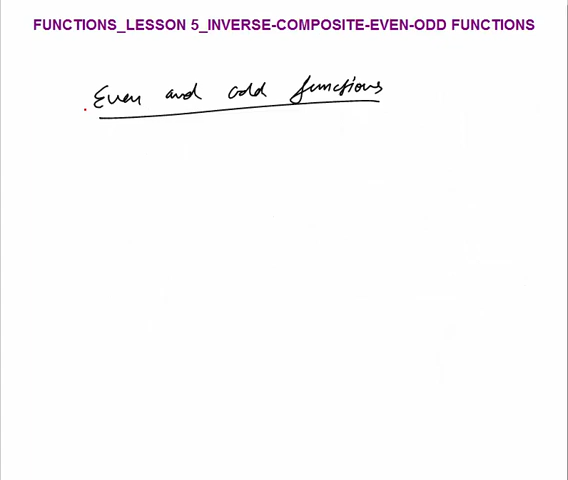 FUNCTIONS_LESSON 5_INVERSE-COMPOSITE-EVEN-ODD FUNCTIONS
Even and odd functions